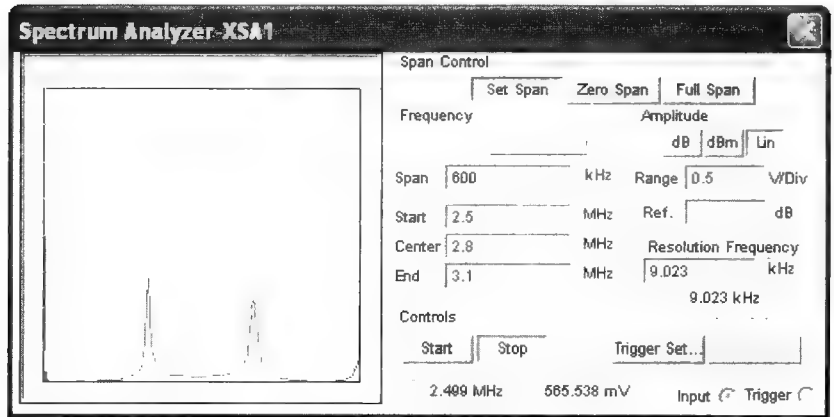 Spectrum Analyzer-XSA1
Span Control
Set Span Zero Span Full Span
Frequency Amplitude
dB dBm Lin
Span 600 kHz Range 0.5 V/Div
Start 2.5 MHz Ref. dB
Center 2.8 MHz Resolution Frequency
End 3.1 MHz 9.023 kHz
9.023 kHz
Controls
Start Stop Trigger Set...
2.499 MHz 565.538 mV Input Trigger